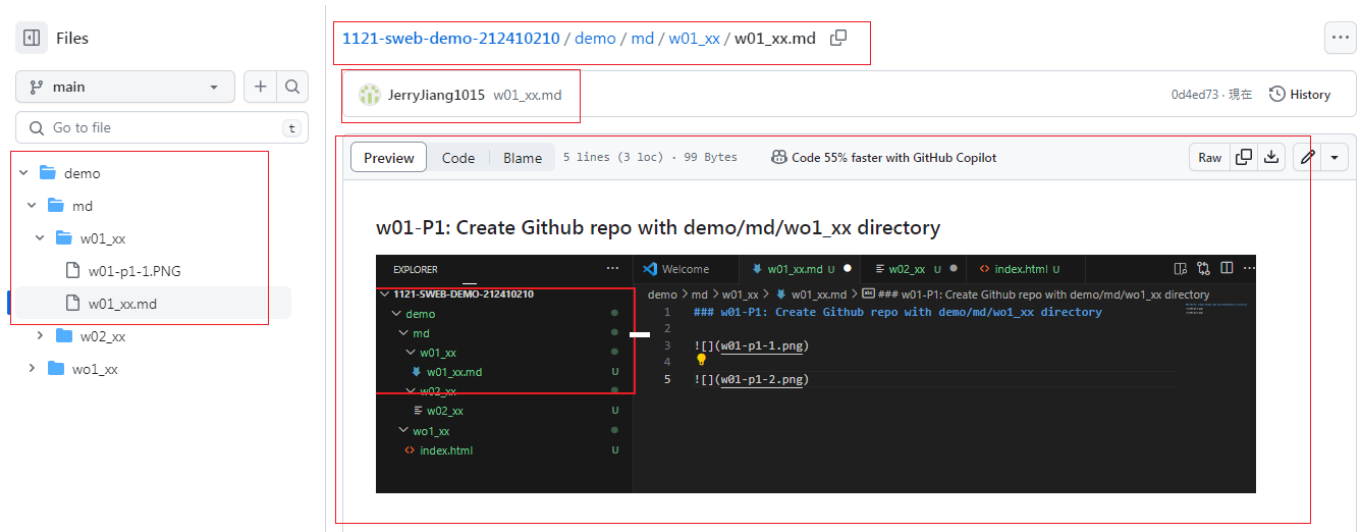 Files
main
Go to file
t
demo
md
w01_xx
w01-p1-1.PNG
w01_xx.md
w02_xx
wo1_xx
1121-sweb-demo-212410210 / demo / md / w01_xx / w01_xx.md
JerryJiang1015 w01_xx.md
0d4ed73 · 現在 History
Preview Code Blame 5 lines (3 loc) · 99 Bytes Code 55% faster with GitHub Copilot Raw
w01-P1: Create Github repo with demo/md/wo1_xx directory
EXPLORER
1121-SWEB-DEMO-212410210
demo
md
w01_xx
w01_xx.md U
w02_xx
w02_xx U
wo1_xx
index.html U
Welcome w01_xx.md U w02_xx U index.html U
demo > md > w01_xx > w01_xx.md > ### w01-P1: Create Github repo with demo/md/wo1_xx directory
1 ### w01-P1: Create Github repo with demo/md/wo1_xx directory
2
3 ![](w01-p1-1.png)
4
5 ![](w01-p1-2.png)